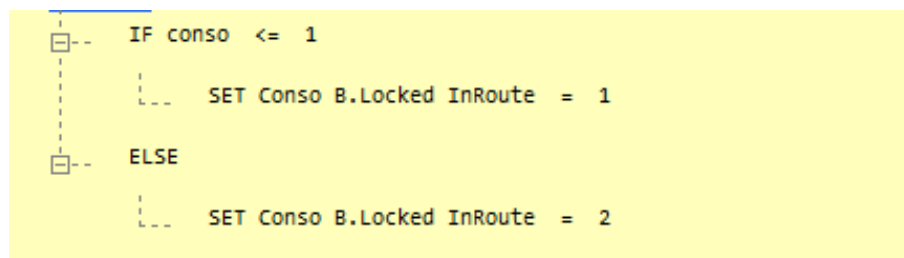 IF conso <= 1
SET Conso B.Locked InRoute = 1
ELSE
SET Conso B.Locked InRoute = 2